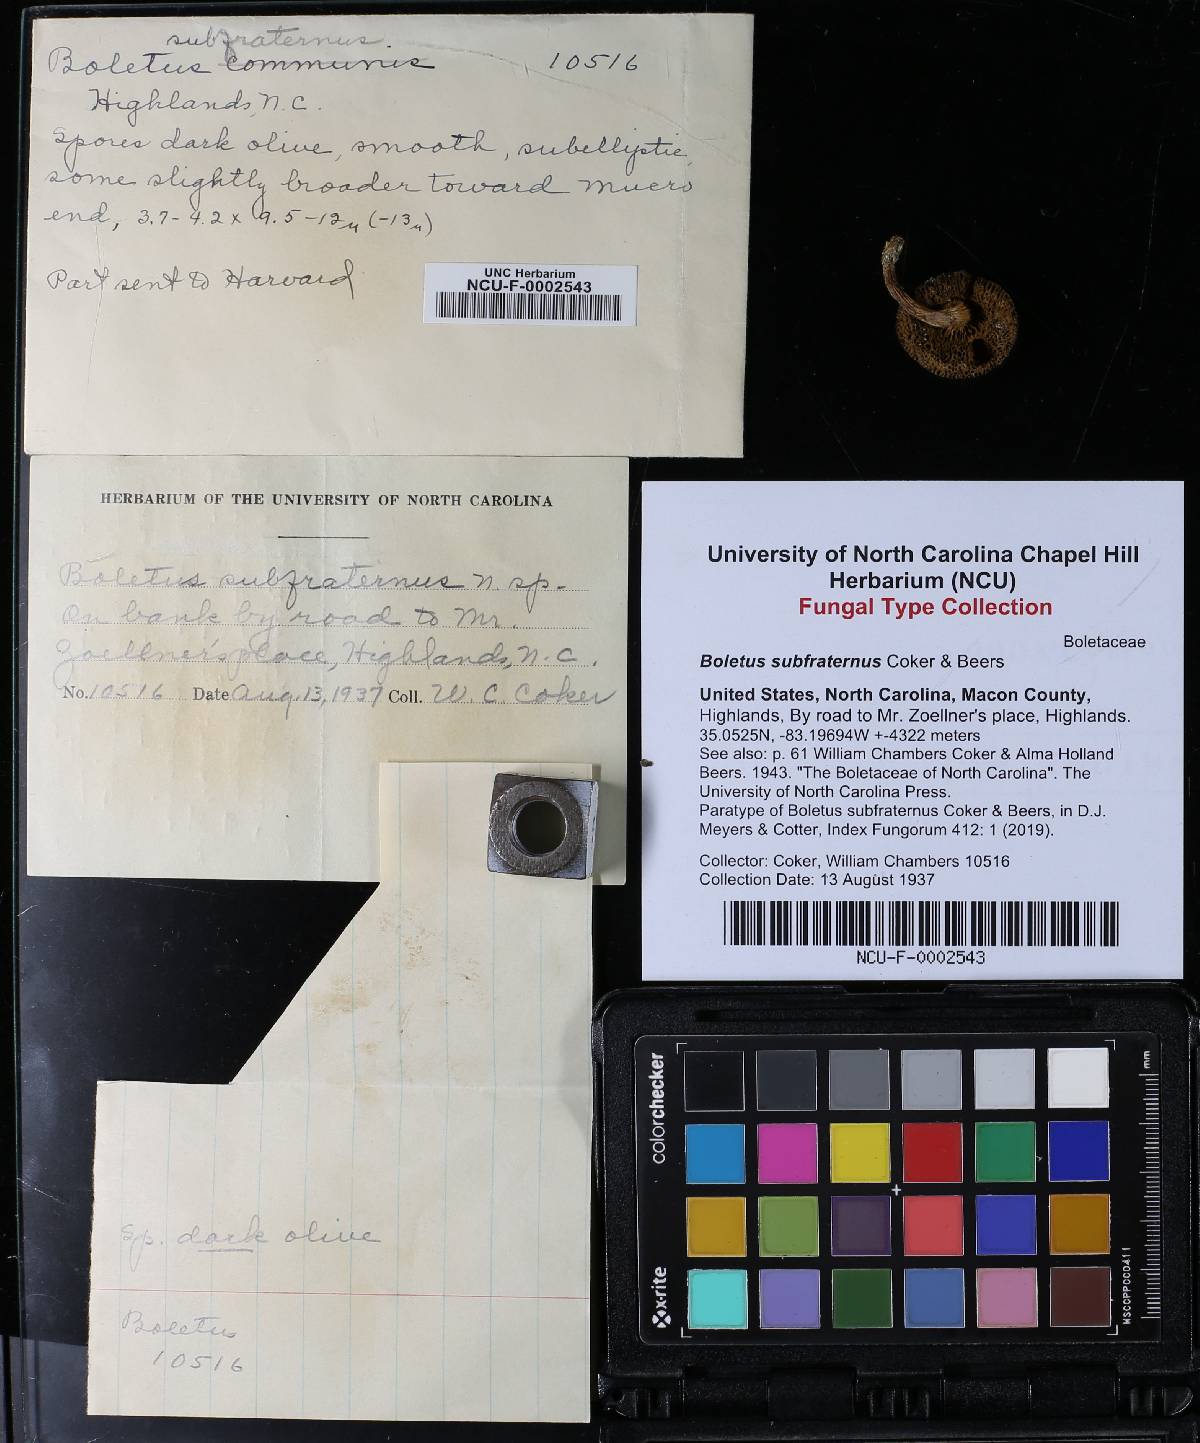 subfraternus.
Boletus communis 10516
Highlands, N.C.
Spores dark olive, smooth, subelliptic,
some slightly broader toward mucro
end, 3.7-4.2 x 9.5-12µ (-13µ)
Part sent to Harvard
UNC Herbarium
NCU-F-0002543
HERBARIUM OF THE UNIVERSITY OF NORTH CAROLINA
Boletus subfraternus n. sp.
On bank by road to Mr.
Zoellner's place, Highlands, N.C.
No. 10516 Date Aug. 13, 1937 Coll. W. C. Coker
University of North Carolina Chapel Hill
Herbarium (NCU)
Fungal Type Collection
Boletaceae
Boletus subfraternus Coker & Beers
United States, North Carolina, Macon County,
Highlands, By road to Mr. Zoellner's place, Highlands.
35.0525N, -83.19694W +-4322 meters
See also: p. 61 William Chambers Coker & Alma Holland
Beers. 1943. "The Boletaceae of North Carolina". The
University of North Carolina Press.
Paratype of Boletus subfraternus Coker & Beers, in D.J.
Meyers & Cotter, Index Fungorum 412: 1 (2019).
Collector: Coker, William Chambers 10516
Collection Date: 13 August 1937
NCU-F-0002543
sp. dark olive
Boletus
10516
colorchecker
x-rite
mm
MSCCPPCC0411